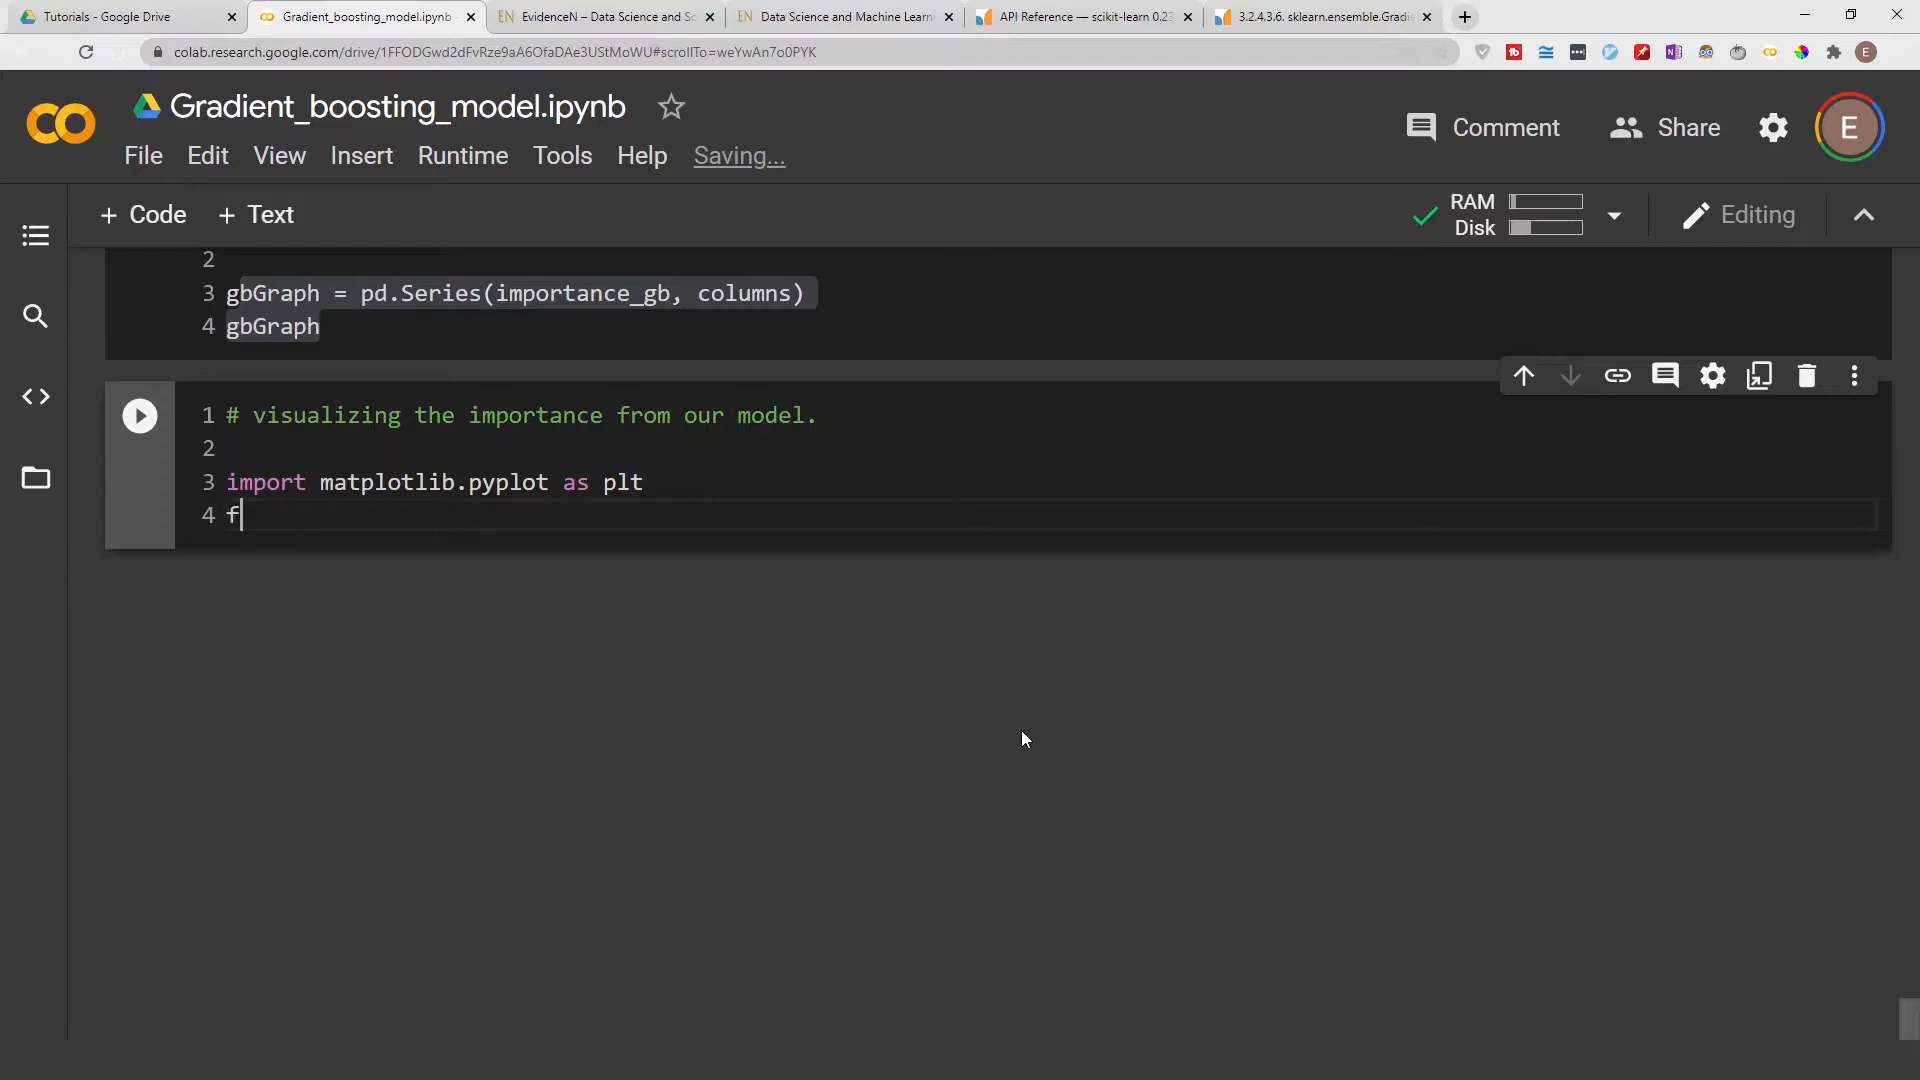 Tutorials - Google Drive
Gradient_boosting_model.ipynb
EN EvidenceN – Data Science and Sc
EN Data Science and Machine Learni
API Reference — scikit-learn 0.23
3.2.4.3.6. sklearn.ensemble.Gradi
colab.research.google.com/drive/1FFODGwd2dFvRze9aA6OfaDAe3UStMoWU#scrollTo=weYwAn7o0PYK
E
CO Gradient_boosting_model.ipynb
Comment Share E
File Edit View Insert Runtime Tools Help Saving...
+ Code + Text
RAM
Disk
Editing
2
3 gbGraph = pd.Series(importance_gb, columns)
4 gbGraph
1 # visualizing the importance from our model.
2
3 import matplotlib.pyplot as plt
4 f